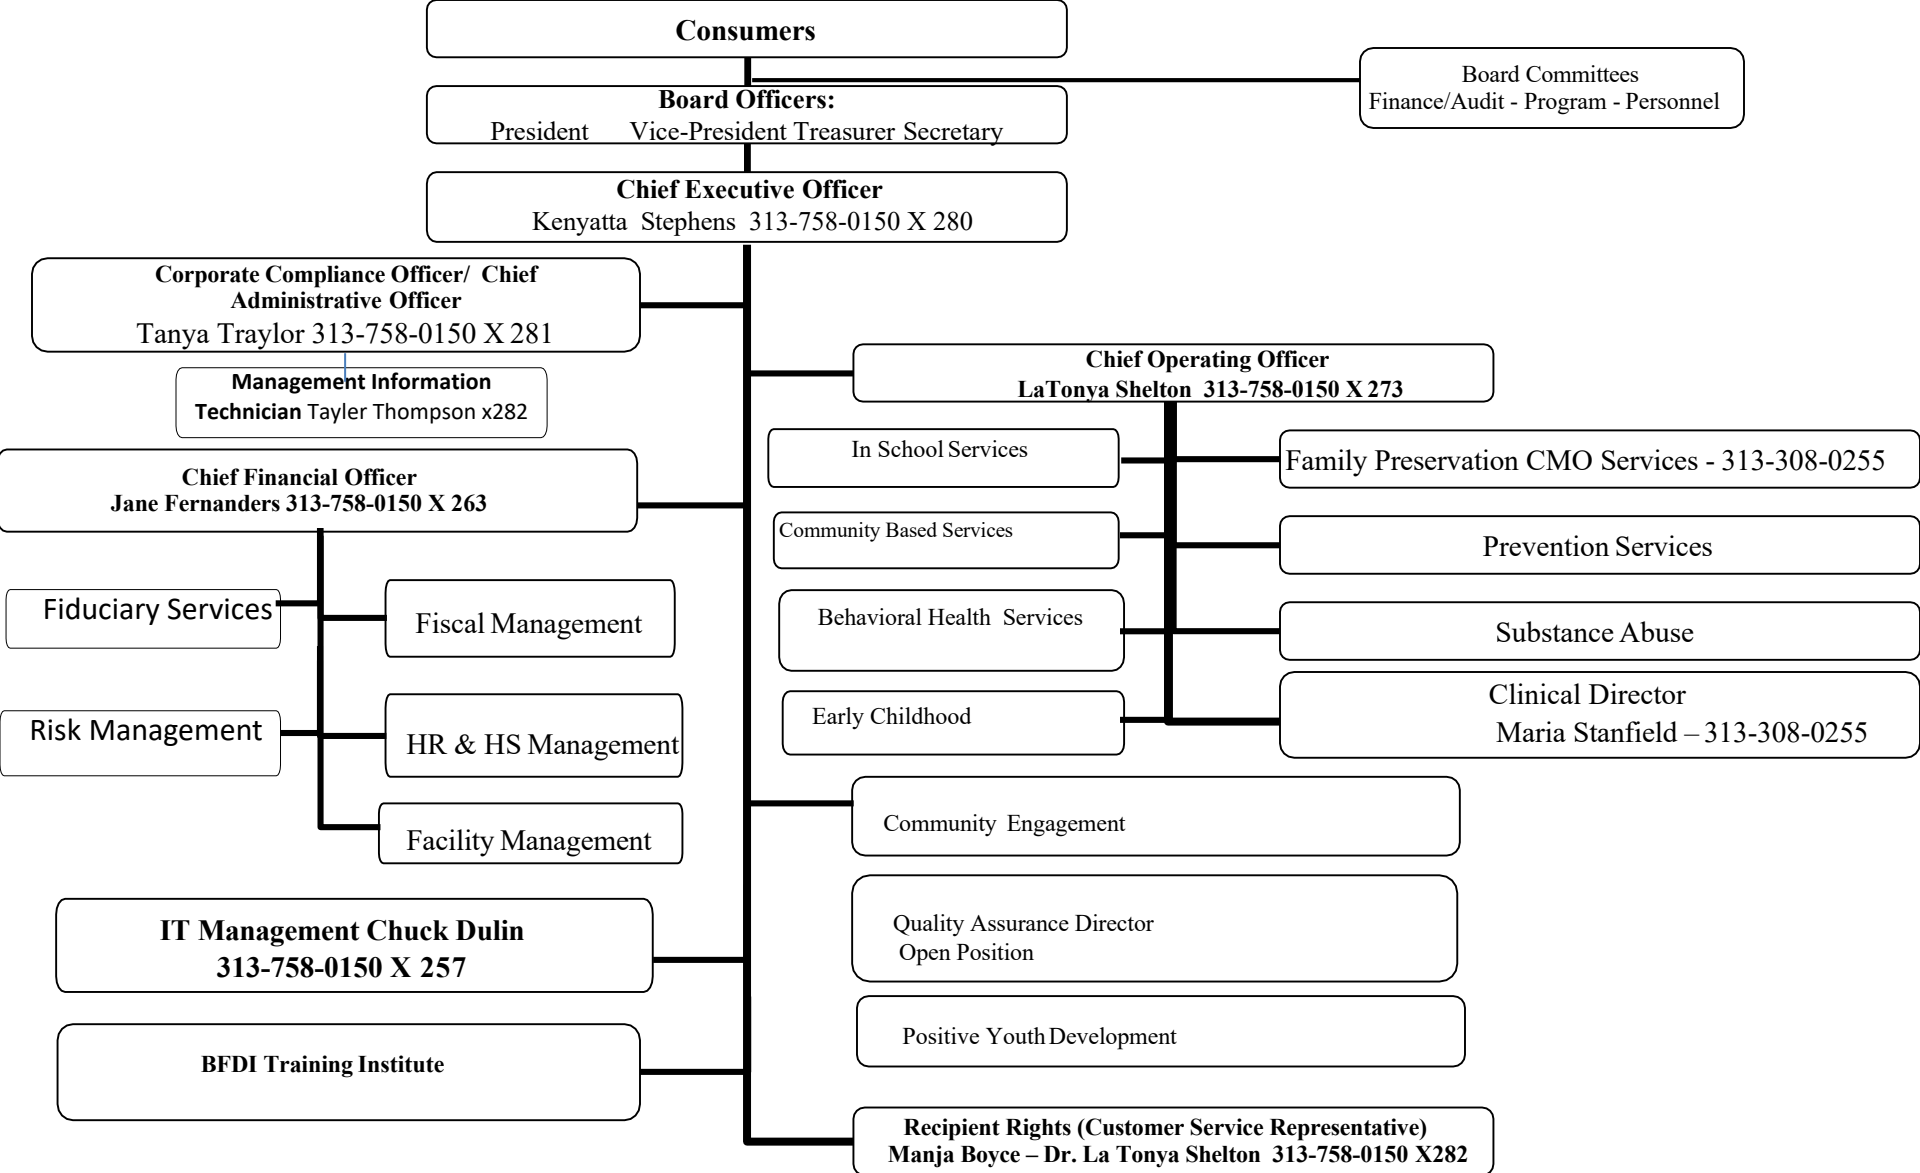 Consumers
Board Committees
Finance/Audit - Program - Personnel
Board Officers:
President Vice-President Treasurer Secretary
Chief Executive Officer
Kenyatta Stephens 313-758-0150 X 280
Corporate Compliance Officer/ Chief
Administrative Officer
Tanya Traylor 313-758-0150 X 281
Management Information
Technician Tayler Thompson x282
Chief Operating Officer
LaTonya Shelton 313-758-0150 X 273
In School Services
Family Preservation CMO Services - 313-308-0255
Chief Financial Officer
Jane Fernanders 313-758-0150 X 263
Community Based Services
Prevention Services
Fiduciary Services
Fiscal Management
Behavioral Health Services
Substance Abuse
Risk Management
HR & HS Management
Early Childhood
Clinical Director
Maria Stanfield – 313-308-0255
Facility Management
Community Engagement
IT Management Chuck Dulin
313-758-0150 X 257
Quality Assurance Director
Open Position
BFDI Training Institute
Positive Youth Development
Recipient Rights (Customer Service Representative)
Manja Boyce – Dr. La Tonya Shelton 313-758-0150 X282